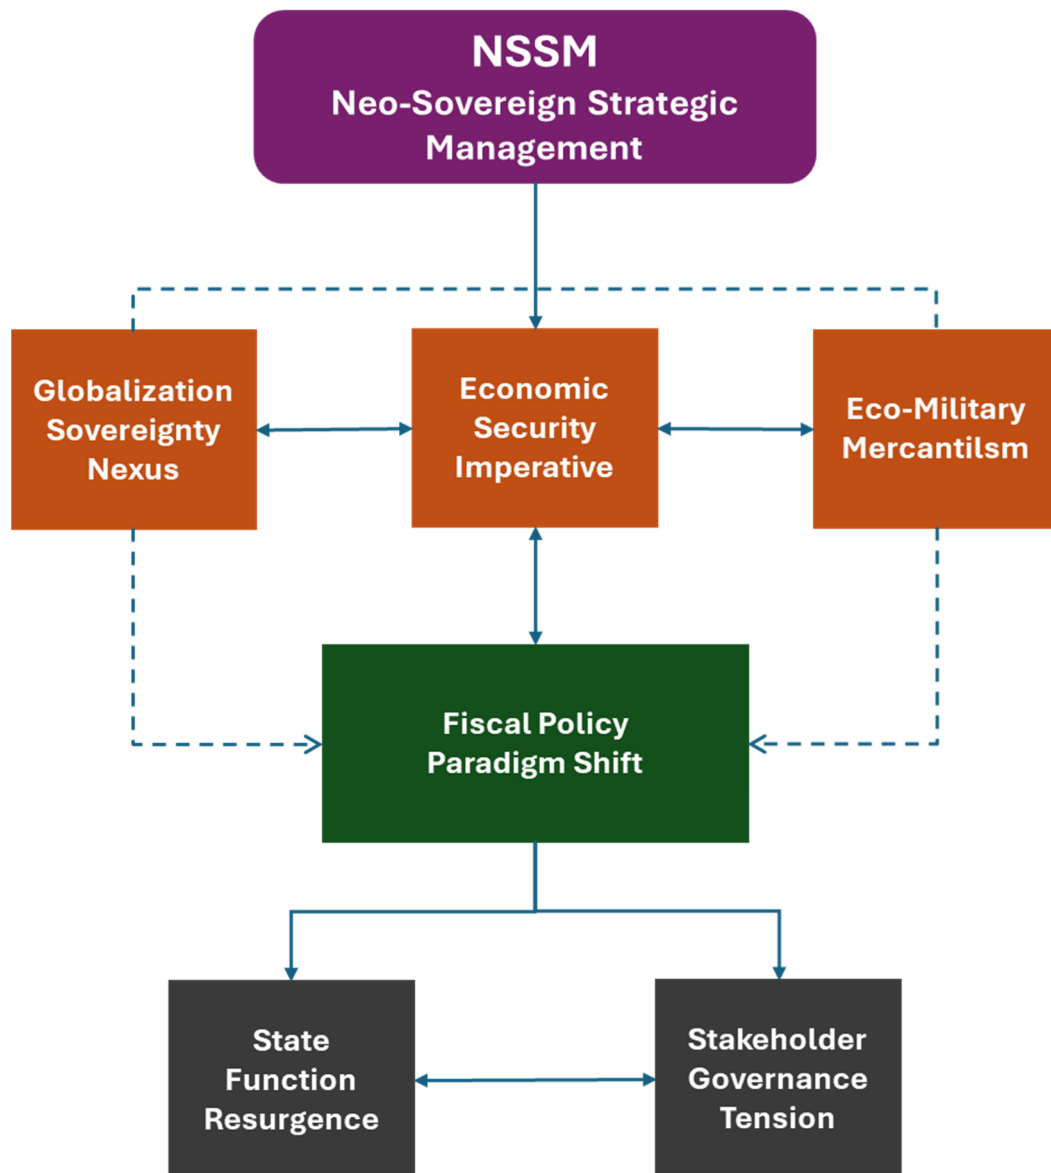 NSSM
Neo-Sovereign Strategic
Management
Globalization
Sovereignty
Nexus
Economic
Security
Imperative
Eco-Military
Mercantilsm
Fiscal Policy
Paradigm Shift
State
Function
Resurgence
Stakeholder
Governance
Tension